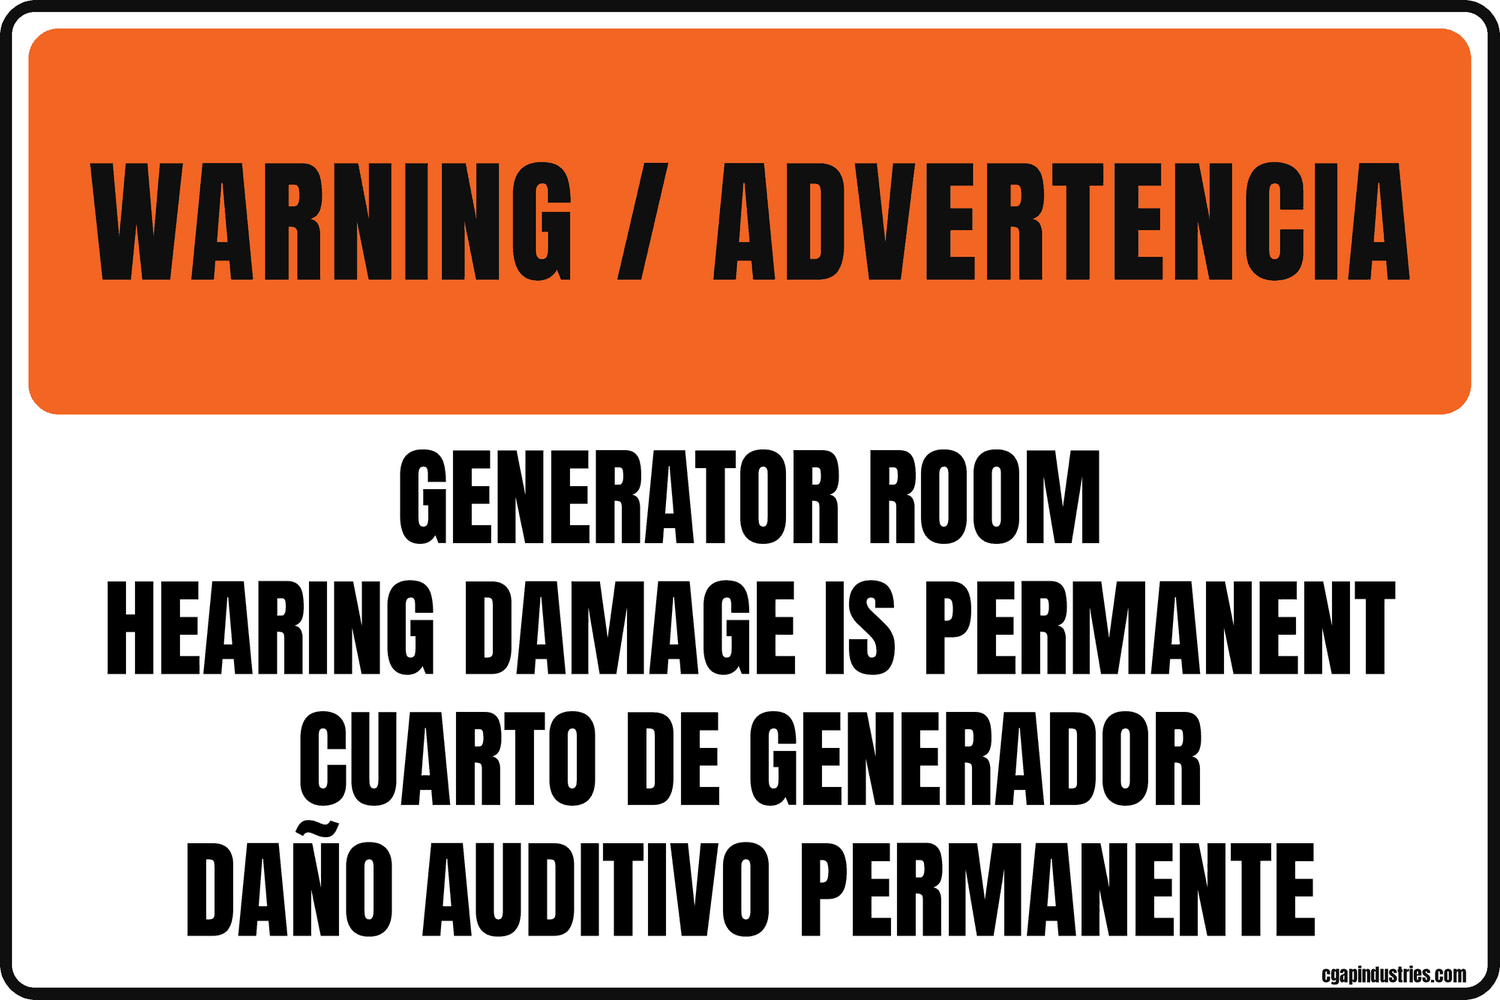 WARNING / ADVERTENCIA
GENERATOR ROOM
HEARING DAMAGE IS PERMANENT
CUARTO DE GENERADOR
DAÑO AUDITIVO PERMANENTE
cgapindustries.com